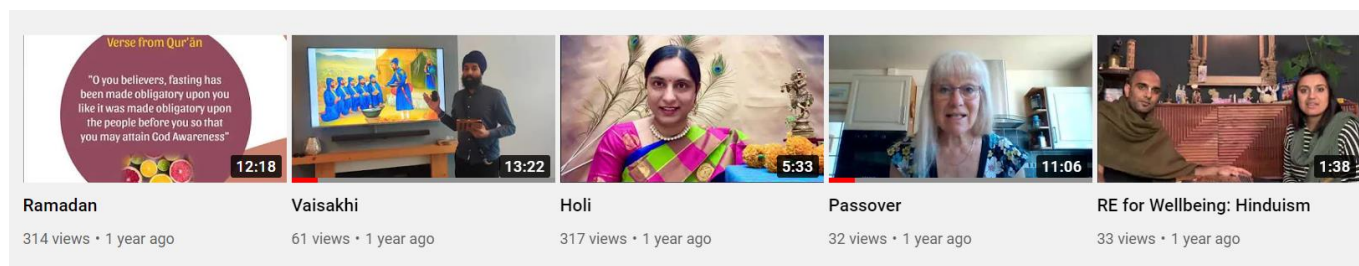 Verse from Qur'ān
"O you believers, fasting has
been made obligatory upon you
like it was made obligatory upon
the people before you so that
you may attain God Awareness"
12:18
13:22
5:33
11:06
1:38
Ramadan
Vaisakhi
Holi
Passover
RE for Wellbeing: Hinduism
314 views • 1 year ago
61 views • 1 year ago
317 views • 1 year ago
32 views • 1 year ago
33 views • 1 year ago